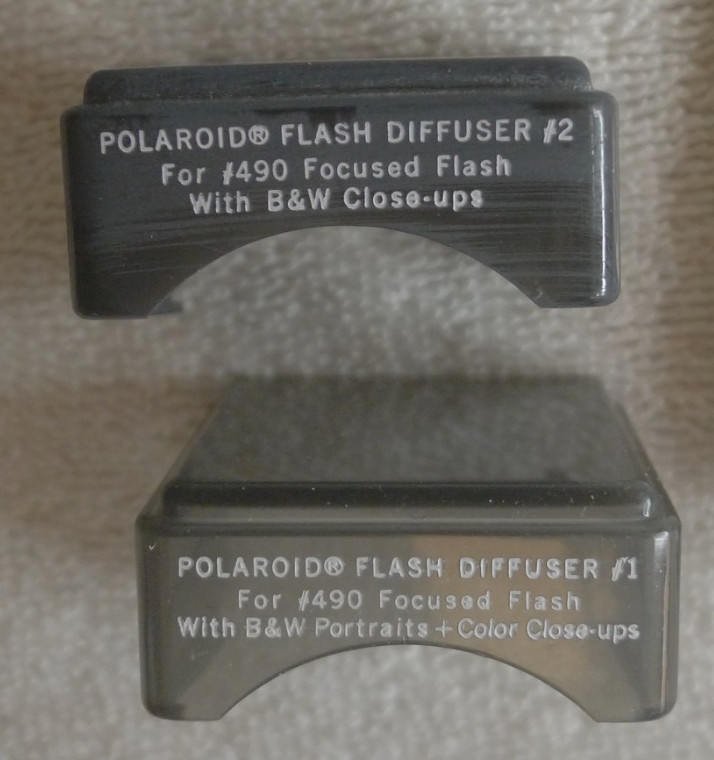 POLAROID® FLASH DIFFUSER #2
For #490 Focused Flash
With B&W Close-ups
POLAROID® FLASH DIFFUSER #1
For #490 Focused Flash
With B&W Portraits + Color Close-ups